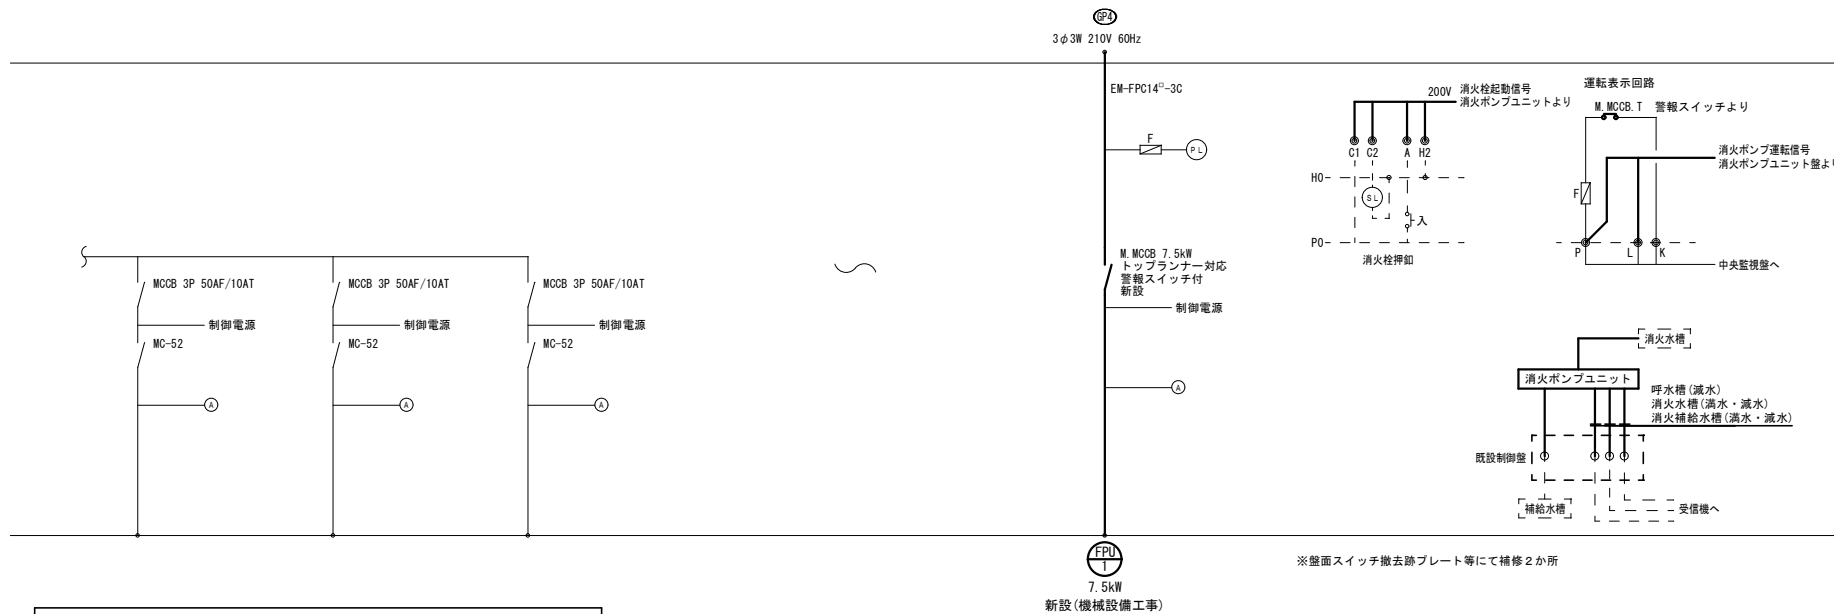 GP4
3φ3W 210V 60Hz
EM-FPC14□-3C
F
PL
M.MCCB 7.5kW
トップランナー対応
警報スイッチ付
新設
制御電源
A
FPU
1
7.5kW
新設(機械設備工事)
MCCB 3P 50AF/10AT
制御電源
MC-52
A
MCCB 3P 50AF/10AT
制御電源
MC-52
A
MCCB 3P 50AF/10AT
制御電源
MC-52
A
200V
消火栓起動信号
消火ポンプユニットより
C1 C2 A H2
H0
SL
入
P0
消火栓押釦
運転表示回路
M.MCCB.T 警報スイッチより
消火ポンプ運転信号
消火ポンプユニット盤より
F
P L K
中央監視盤へ
消火水槽
消火ポンプユニット
呼水槽(減水)
消火水槽(満水・減水)
消火補給水槽(満水・減水)
既設制御盤
補給水槽
受信機へ
※盤面スイッチ撤去跡プレート等にて補修2か所